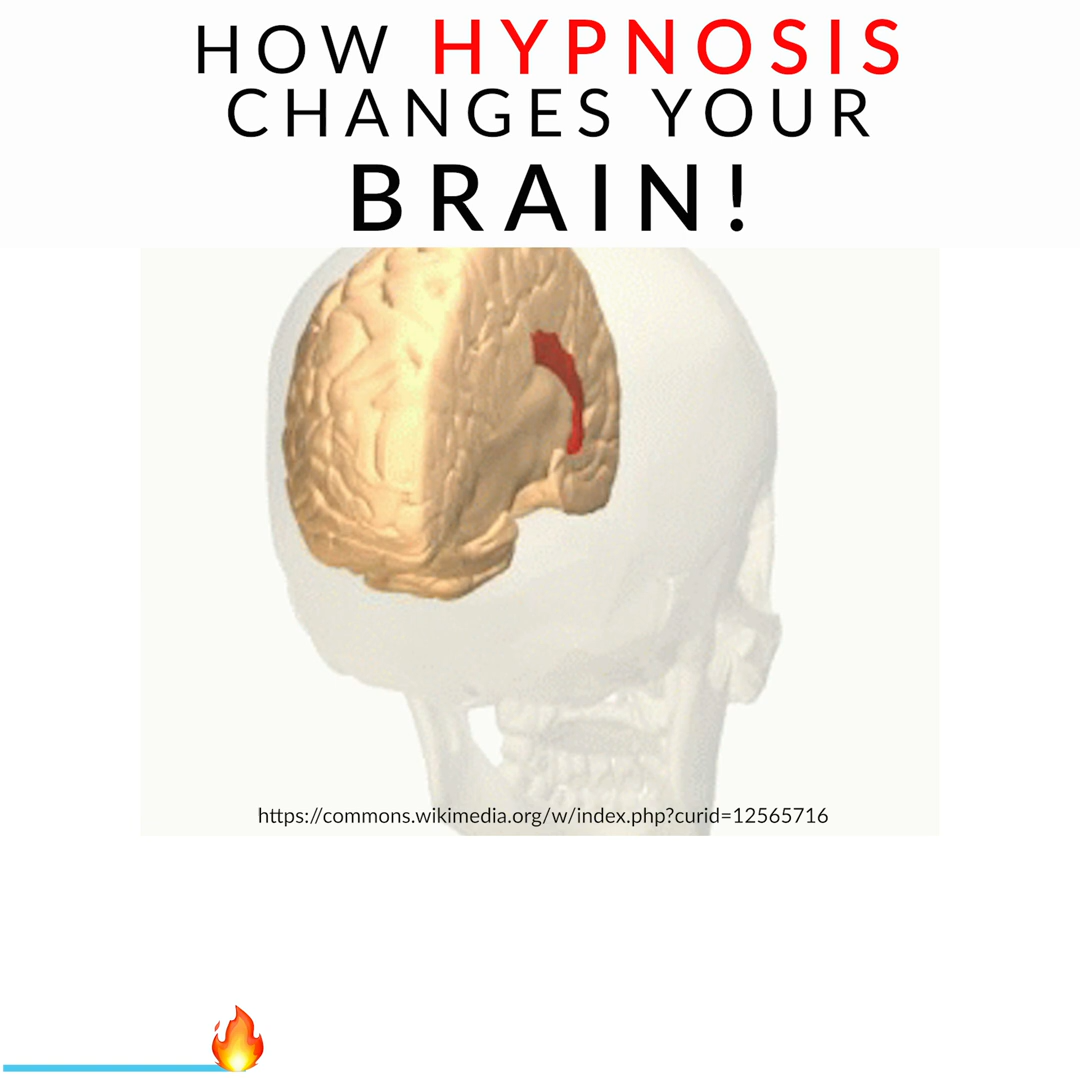 HOW HYPNOSIS
CHANGES YOUR
BRAIN!
https://commons.wikimedia.org/w/index.php?curid=12565716